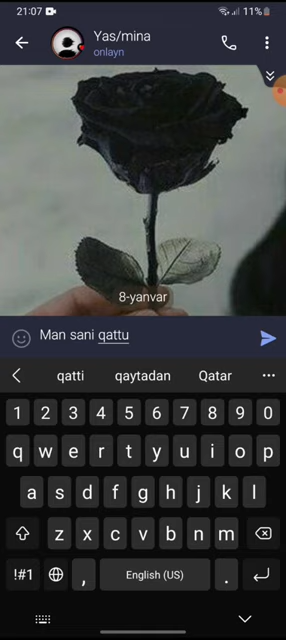 21:07 11%
Yas/mina
onlayn
8-yanvar
Man sani qattu
qatti qaytadan Qatar
1 2 3 4 5 6 7 8 9 0
q w e r t y u i o p
a s d f g h j k l
z x c v b n m
!#1 , English (US) .